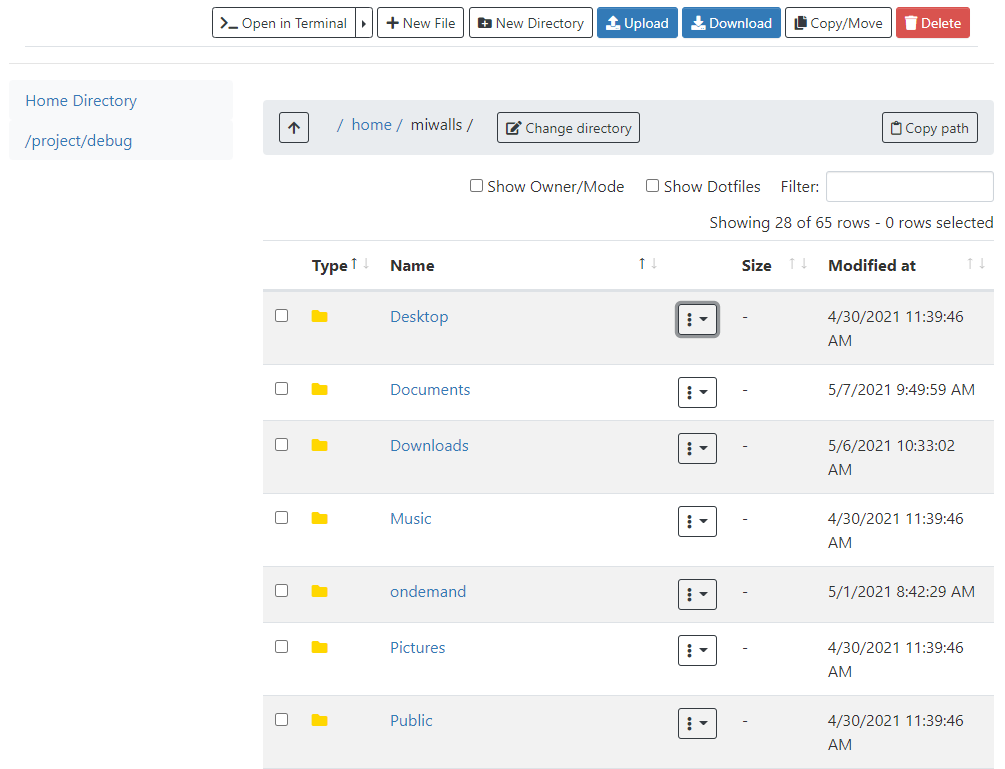 Open in Terminal New File New Directory Upload Download Copy/Move Delete
Home Directory
/project/debug
/ home / miwalls / Change directory Copy path
Show Owner/Mode Show Dotfiles Filter:
Showing 28 of 65 rows - 0 rows selected
Type Name Size Modified at
Desktop - 4/30/2021 11:39:46
AM
Documents - 5/7/2021 9:49:59 AM
Downloads - 5/6/2021 10:33:02
AM
Music - 4/30/2021 11:39:46
AM
ondemand - 5/1/2021 8:42:29 AM
Pictures - 4/30/2021 11:39:46
AM
Public - 4/30/2021 11:39:46
AM